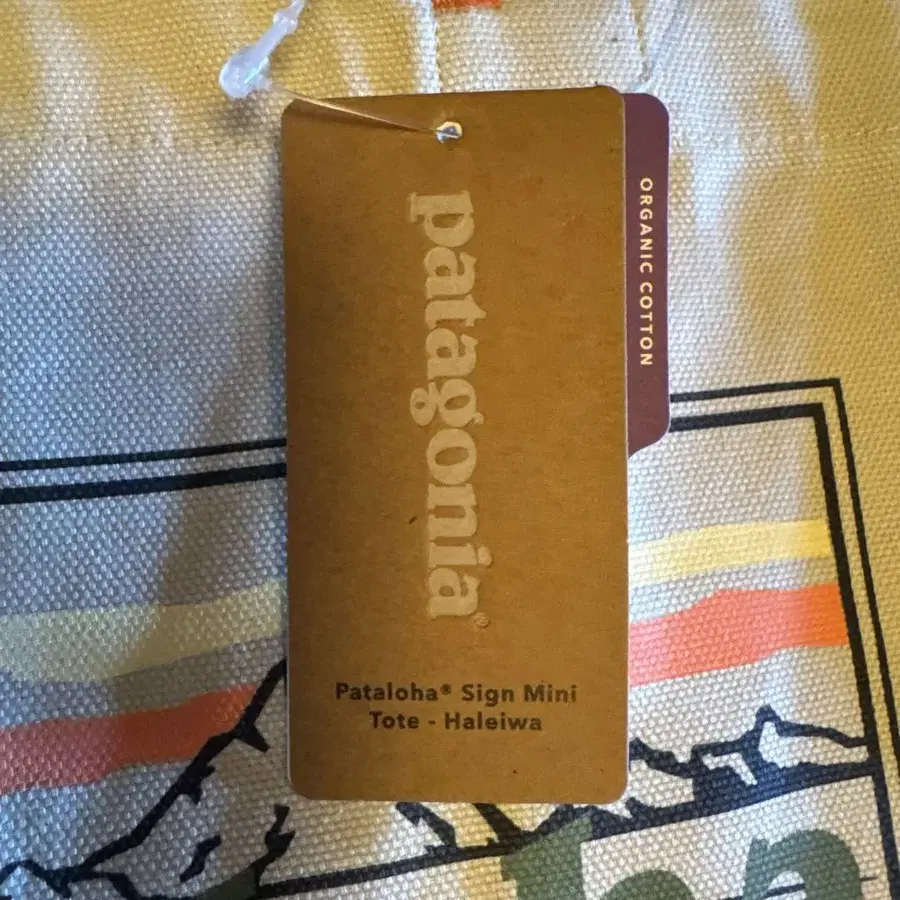 patagonia®
ORGANIC COTTON
Pataloha® Sign Mini
Tote - Haleiwa